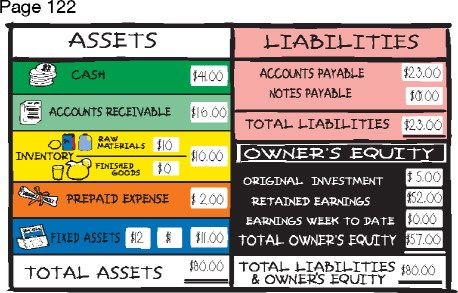 Page 122
ASSETS
CASH $41.00
ACCOUNTS RECEIVABLE $16.00
RAW MATERIALS $10
INVENTORY $10.00
FINISHED GOODS $0
PREPAID EXPENSE $2.00
FIXED ASSETS $12 $1 $11.00
TOTAL ASSETS $80.00
LIABILITIES
ACCOUNTS PAYABLE $23.00
NOTES PAYABLE $0.00
TOTAL LIABILITIES $23.00
OWNER'S EQUITY
ORIGINAL INVESTMENT $5.00
RETAINED EARNINGS $52.00
EARNINGS WEEK TO DATE $0.00
TOTAL OWNER'S EQUITY $57.00
TOTAL LIABILITIES
& OWNER'S EQUITY $80.00